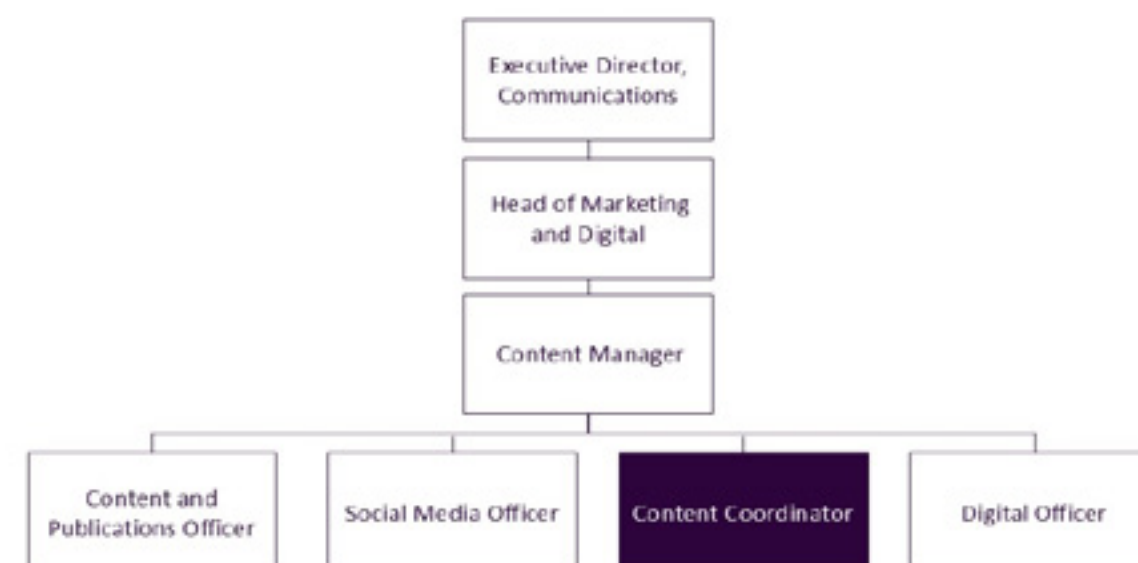 Executive Director,
Communications
Head of Marketing
and Digital
Content Manager
Content and
Publications Officer
Social Media Officer
Content Coordinator
Digital Officer